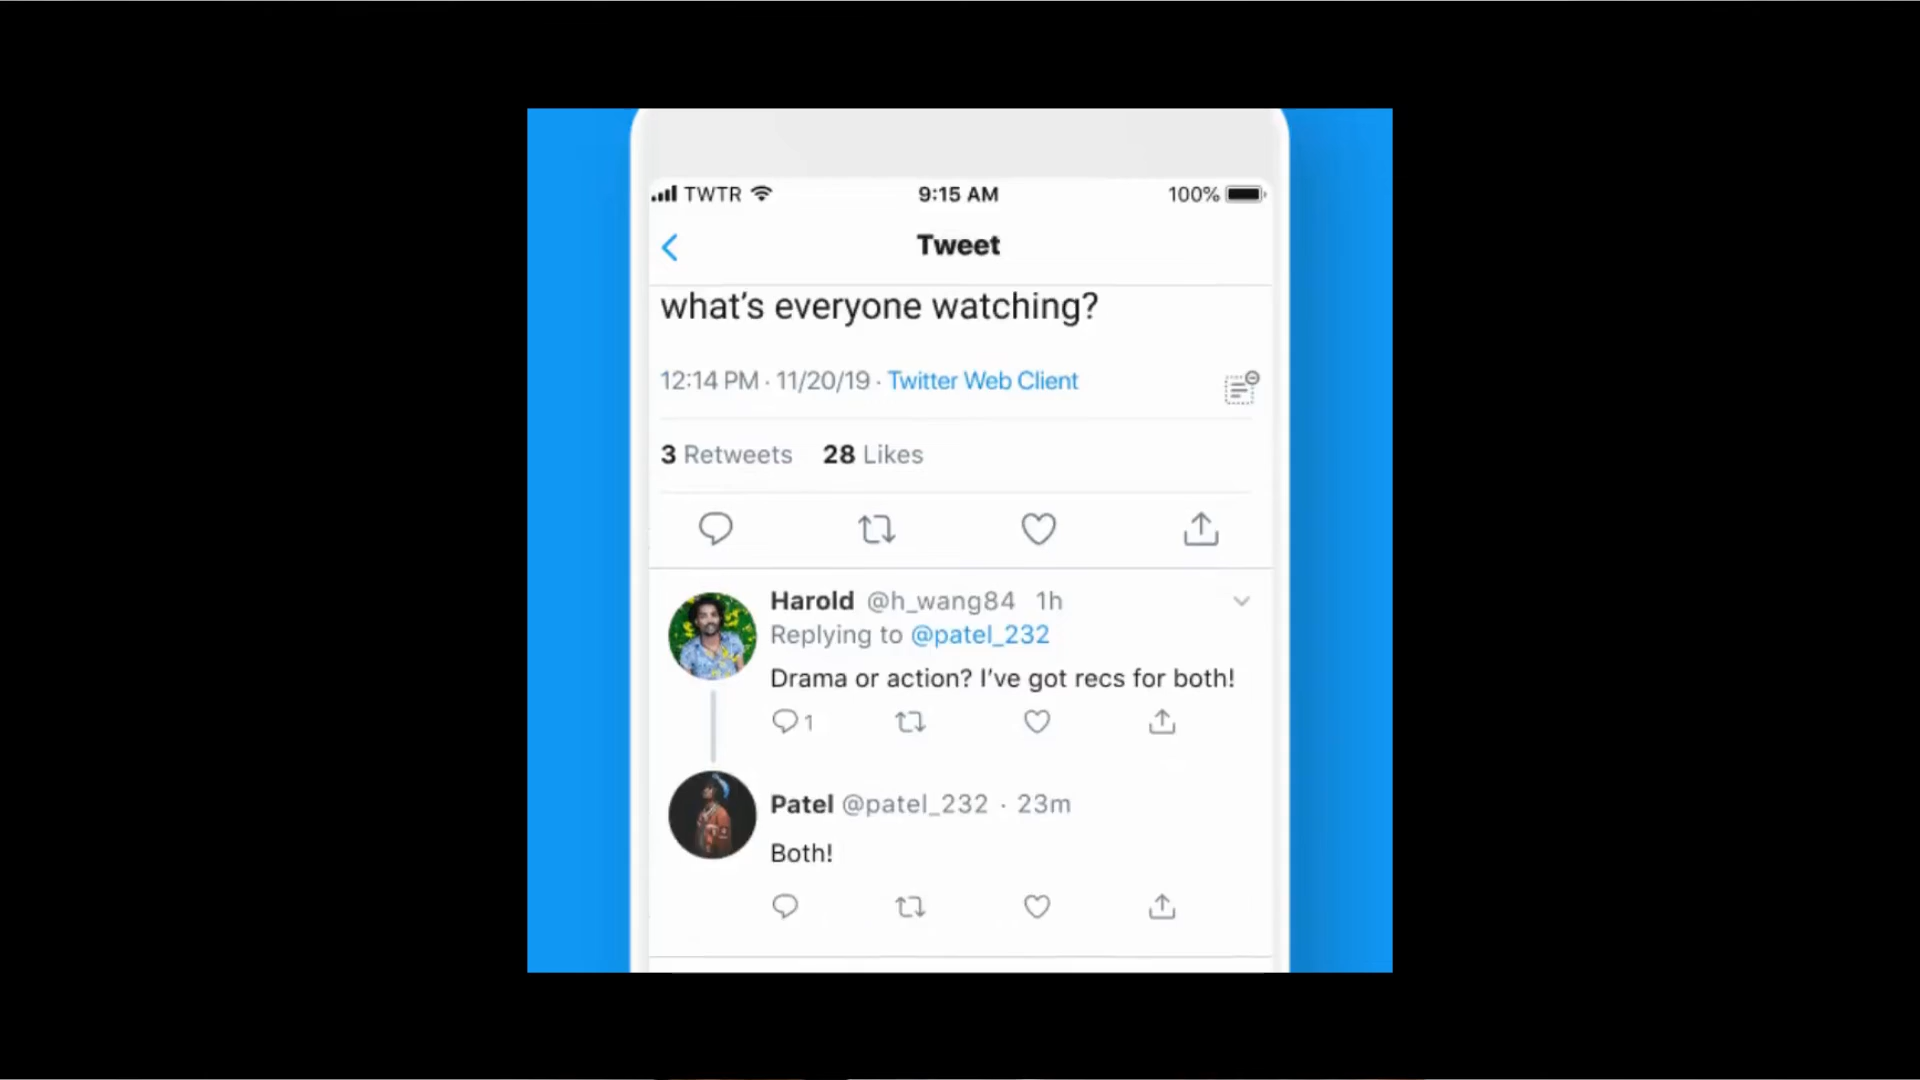 TWTR 9:15 AM 100%
Tweet
what's everyone watching?
12:14 PM · 11/20/19 · Twitter Web Client
3 Retweets 28 Likes
Harold @h_wang84 1h
Replying to @patel_232
Drama or action? I've got recs for both!
1
Patel @patel_232 · 23m
Both!